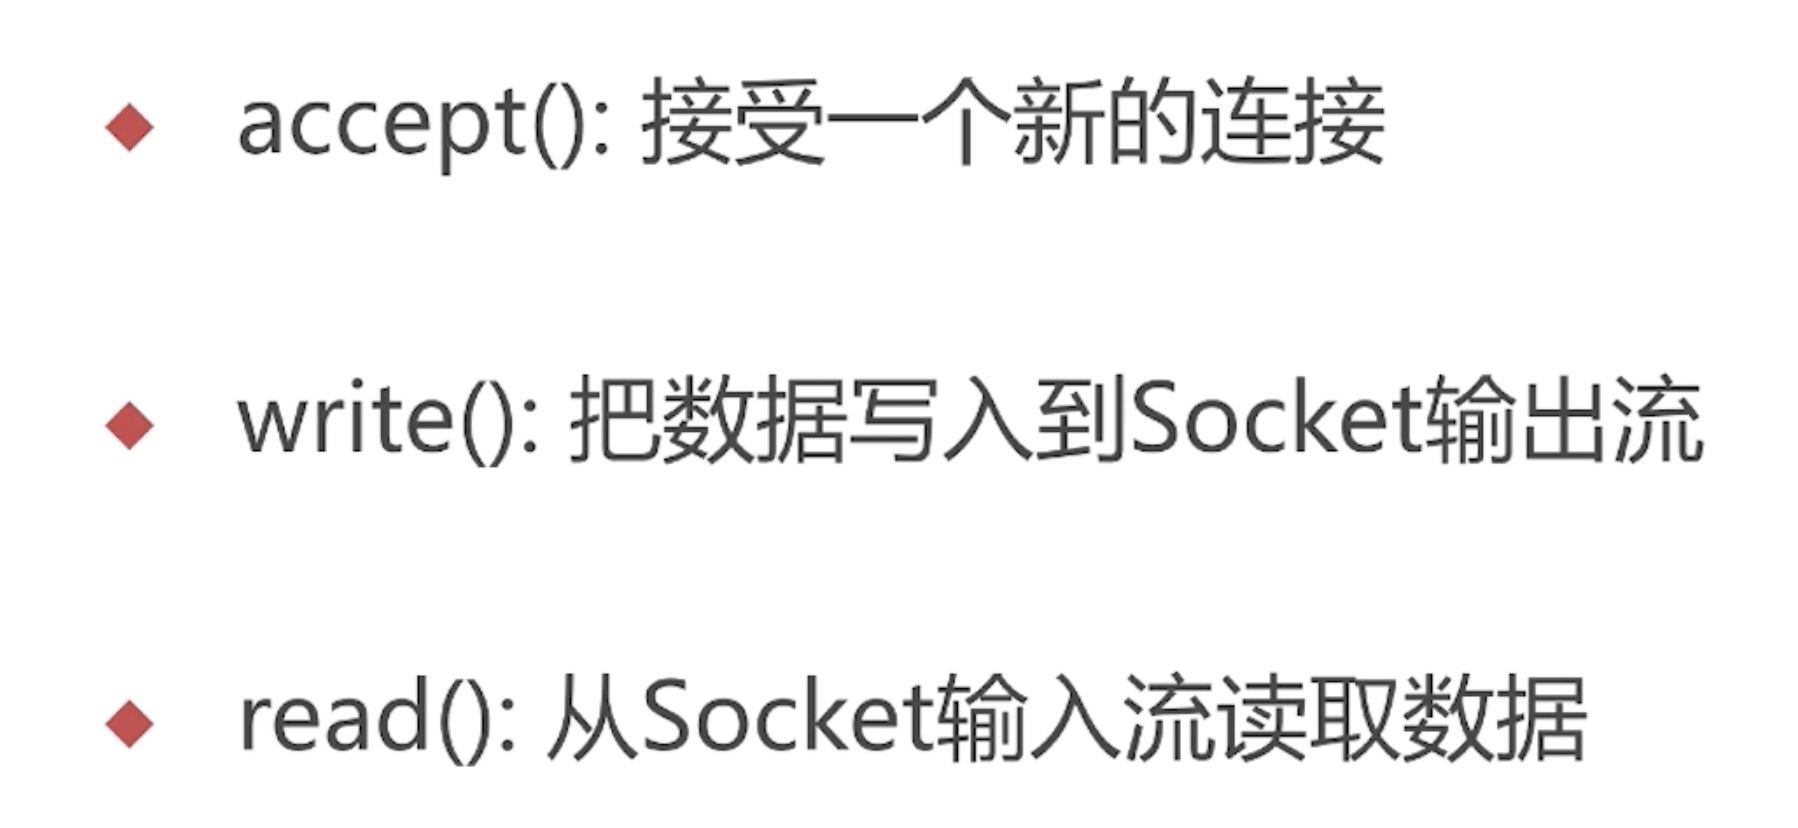 accept(): 接受一个新的连接
write(): 把数据写入到Socket输出流
read(): 从Socket输入流读取数据